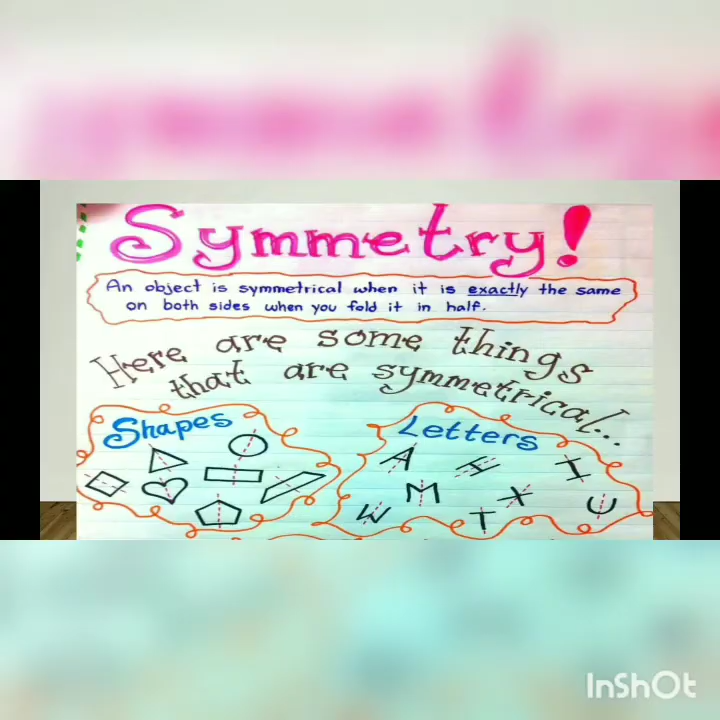 Symmetry!
An object is symmetrical when it is exactly the same
on both sides when you fold it in half.
Here are some things
that are symmetrical...
Shapes
Letters
A H I
M X U
W T
InShOt